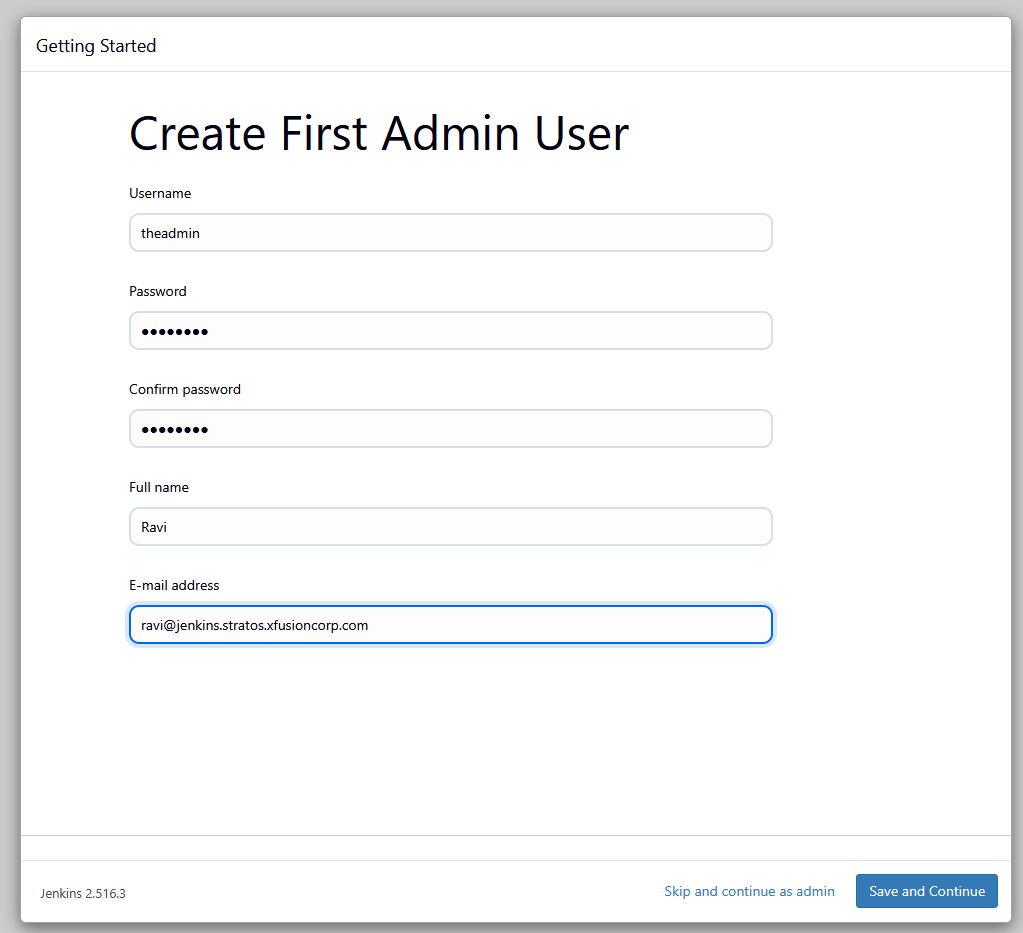 Getting Started
Create First Admin User
Username
theadmin
Password
••••••••
Confirm password
••••••••
Full name
Ravi
E-mail address
ravi@jenkins.stratos.xfusioncorp.com
Jenkins 2.516.3
Skip and continue as admin
Save and Continue